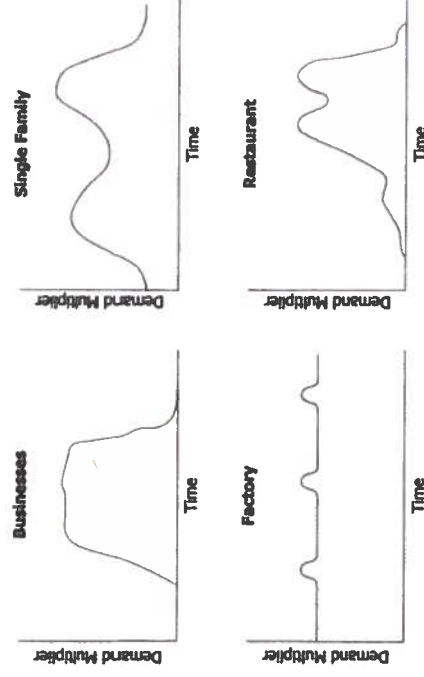 Businesses
Demand Multiplier
Time
Single Family
Demand Multiplier
Time
Factory
Demand Multiplier
Time
Restaurant
Demand Multiplier
Time